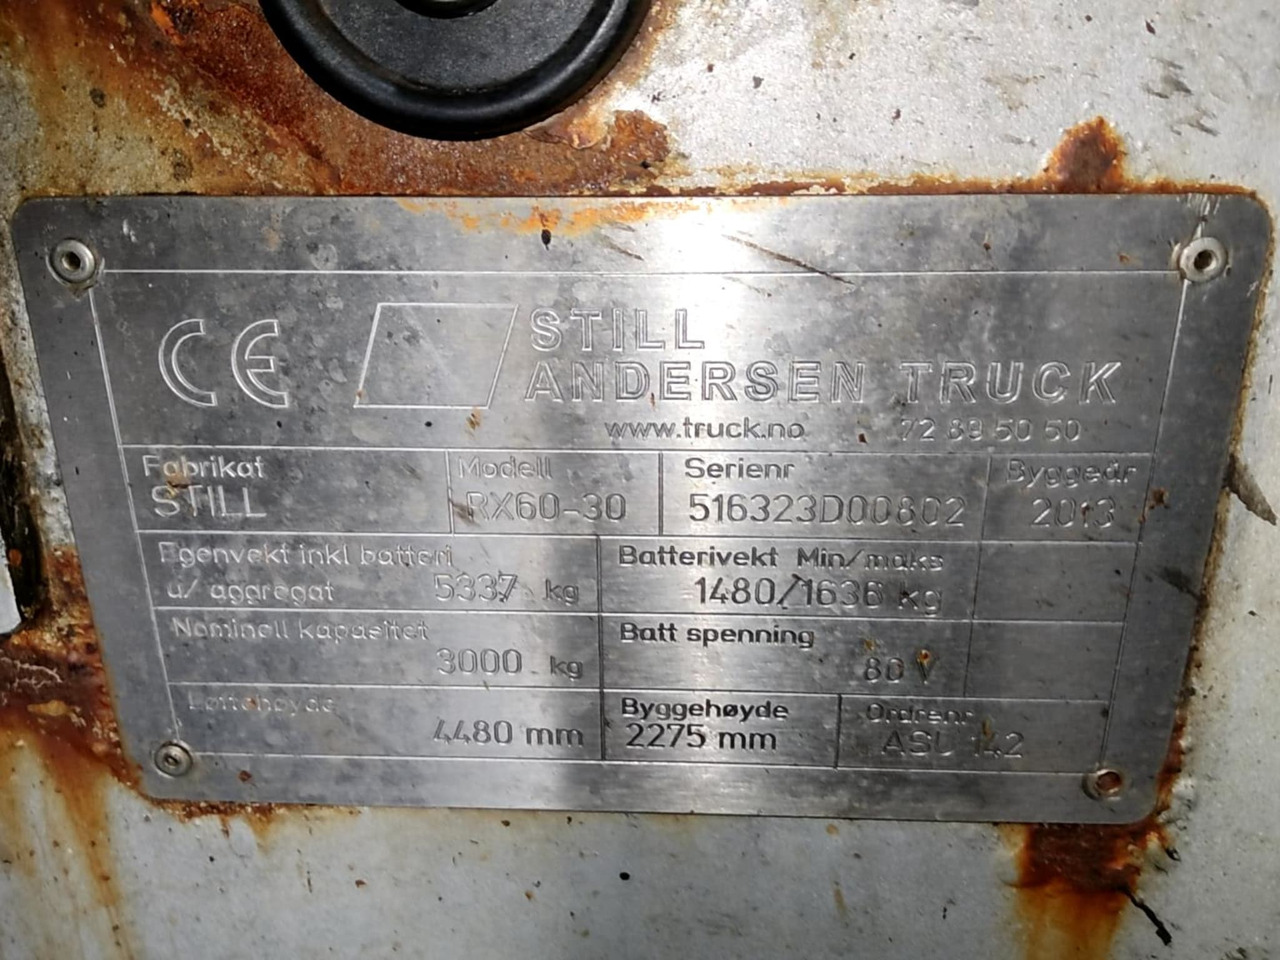 CE
STILL
ANDERSEN TRUCK
www.truck.no 72 89 50 50
Fabrikat Modell Serienr Byggeår
STILL RX60-30 516323D00802 2013
Egenvekt inkl batteri Batterivekt Min/maks
u/ aggregat 5337 kg 1480/1636 kg
Nominell kapasitet Batt spenning
3000 kg 80 V
Løftehøyde Byggehøyde Ordrenr
4480 mm 2275 mm ASU 142